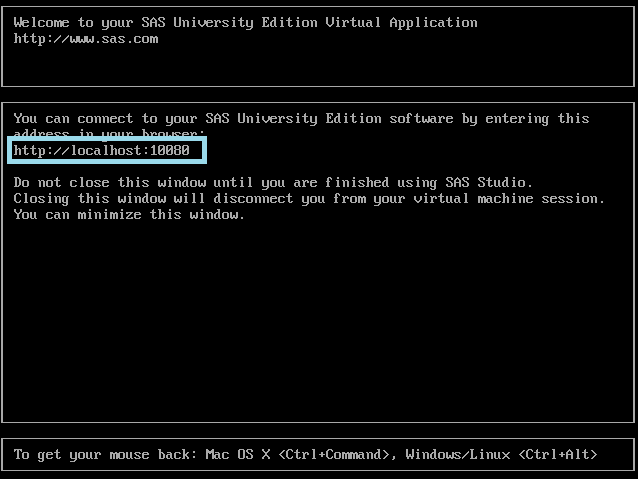 Welcome to your SAS University Edition Virtual Application
http://www.sas.com
You can connect to your SAS University Edition software by entering this
address in your browser:
http://localhost:10080
Do not close this window until you are finished using SAS Studio.
Closing this window will disconnect you from your virtual machine session.
You can minimize this window.
To get your mouse back: Mac OS X <Ctrl+Command>, Windows/Linux <Ctrl+Alt>